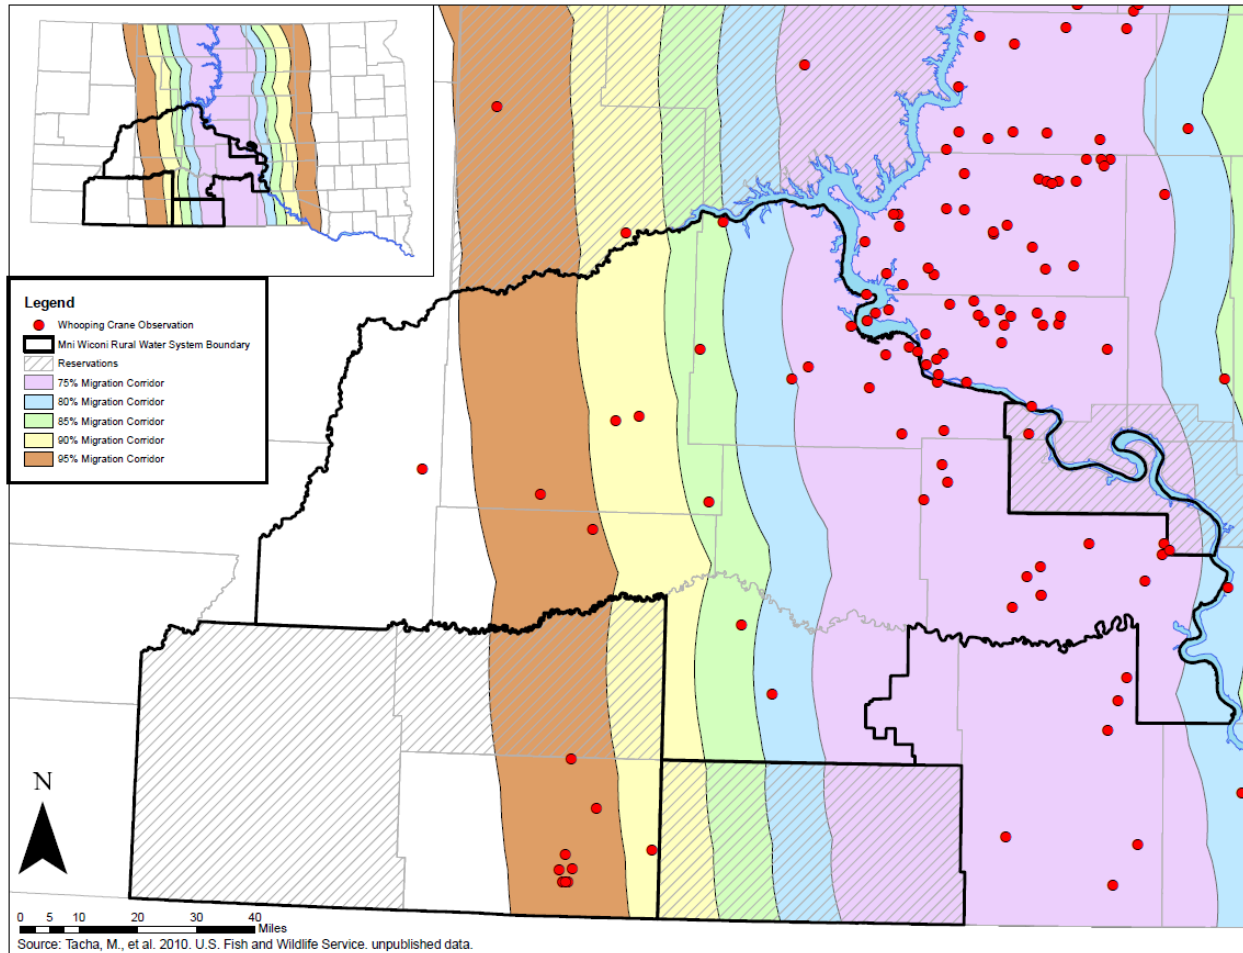 Legend
Whooping Crane Observation
Mni Wiconi Rural Water System Boundary
Reservations
75% Migration Corridor
80% Migration Corridor
85% Migration Corridor
90% Migration Corridor
95% Migration Corridor
N
0 5 10 20 30 40
Miles
Source: Tacha, M., et al. 2010. U.S. Fish and Wildlife Service. unpublished data.